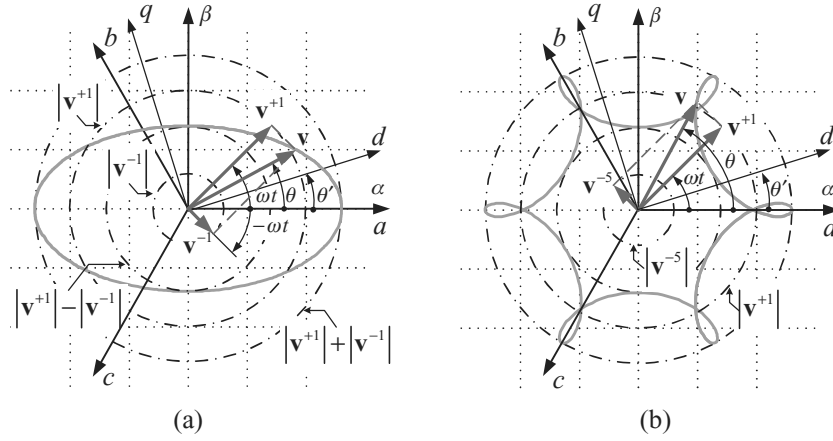 q
β
b
|v⁺¹|
v⁺¹
v
d
|v⁻¹|
ωt
θ
θ′
α
a
−ωt
v⁻¹
|v⁺¹|−|v⁻¹|
|v⁺¹|+|v⁻¹|
c
(a)
q
β
b
v
v⁺¹
d
θ
v⁻⁵
ωt
θ′
α
a
|v⁻⁵|
|v⁺¹|
c
(b)